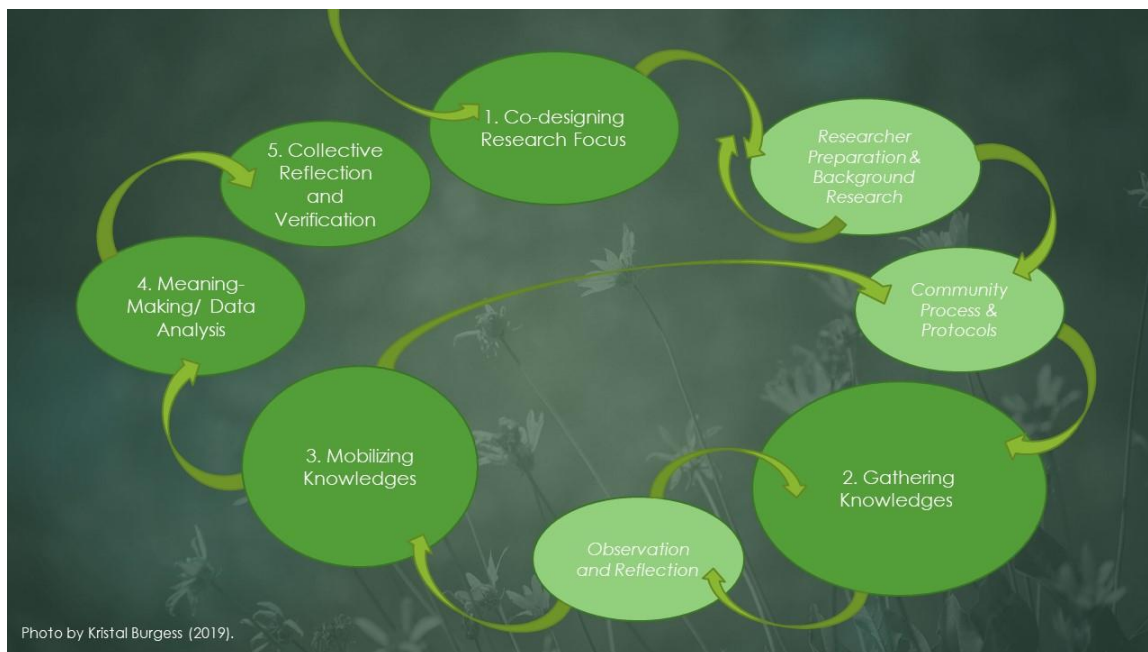 1. Co-designing
Research Focus
Researcher
Preparation &
Background
Research
Community
Process &
Protocols
2. Gathering
Knowledges
Observation
and Reflection
3. Mobilizing
Knowledges
4. Meaning-
Making/ Data
Analysis
5. Collective
Reflection
and
Verification
Photo by Kristal Burgess (2019).